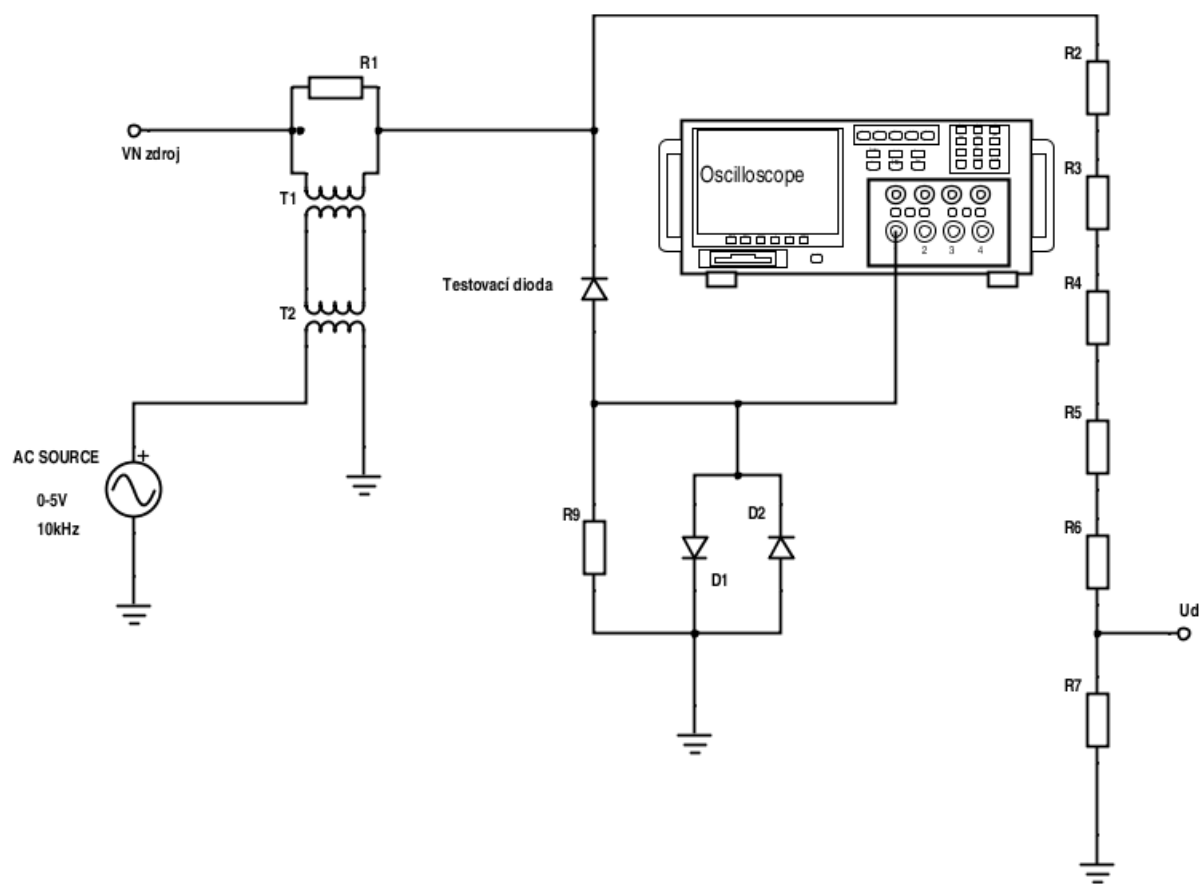 R1
R2
VN zdroj
Oscilloscope
R3
T1
2 3 4
Testovací dioda
R4
T2
R5
AC SOURCE
+
0-5V
10kHz
R9
D2
R6
D1
Ud
R7